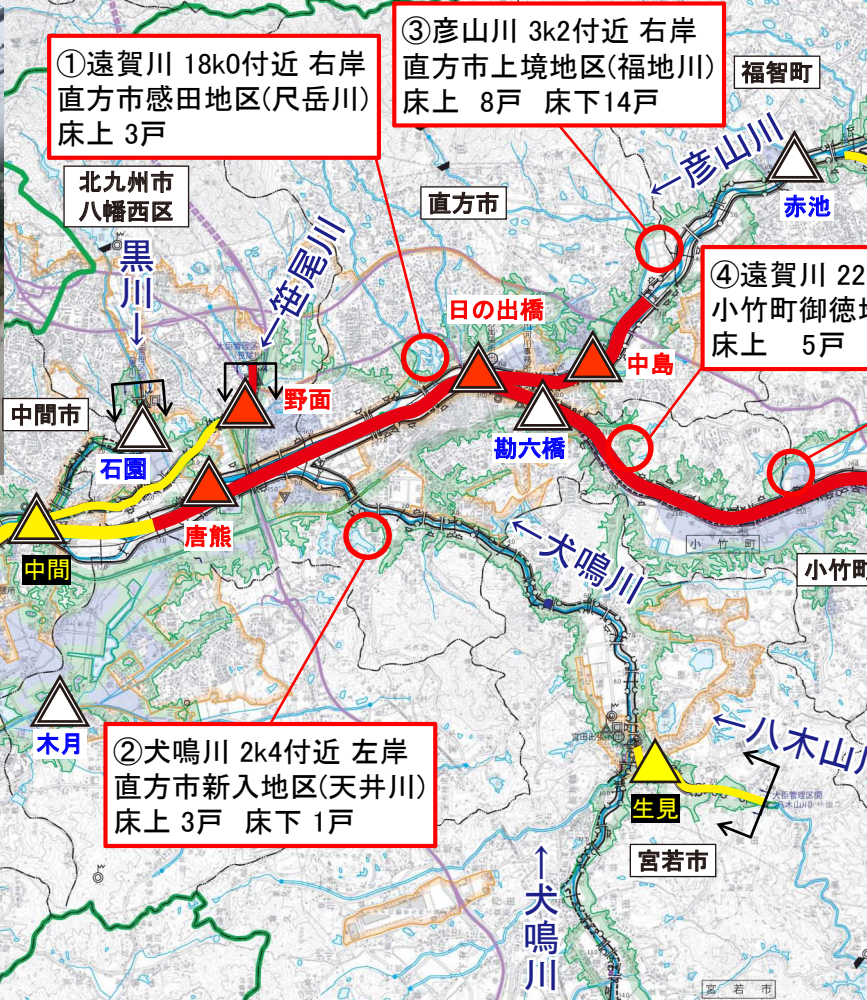 ①遠賀川 18k0付近 右岸
直方市感田地区(尺岳川)
床上 3戸
③彦山川 3k2付近 右岸
直方市上境地区(福地川)
床上 8戸 床下14戸
福智町
北九州市
八幡西区
直方市
←彦山川
赤池
黒川→
←笹尾川
④遠賀川 22
小竹町御徳地
床上 5戸
日の出橋
中島
中間市
野面
石園
勘六橋
唐熊
中間
←犬鳴川
小竹町
小竹町
木月
②犬鳴川 2k4付近 左岸
直方市新入地区(天井川)
床上 3戸 床下 1戸
←八木山川
生見
宮若市
←犬鳴川
宮若市